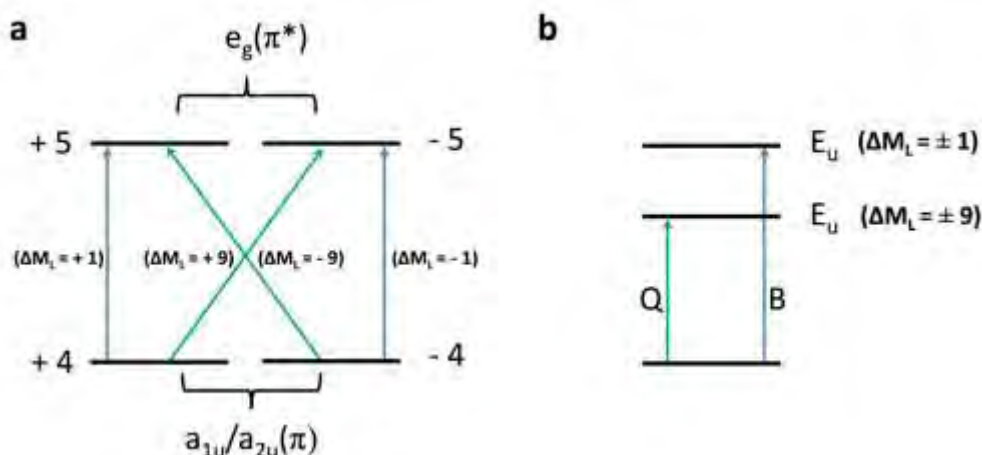 a
e_g(π*)
+ 5
- 5
(ΔM_L = + 1)
(ΔM_L = + 9)
(ΔM_L = - 9)
(ΔM_L = - 1)
+ 4
- 4
a_1u/a_2u(π)
b
E_u (ΔM_L = ± 1)
E_u (ΔM_L = ± 9)
Q
B